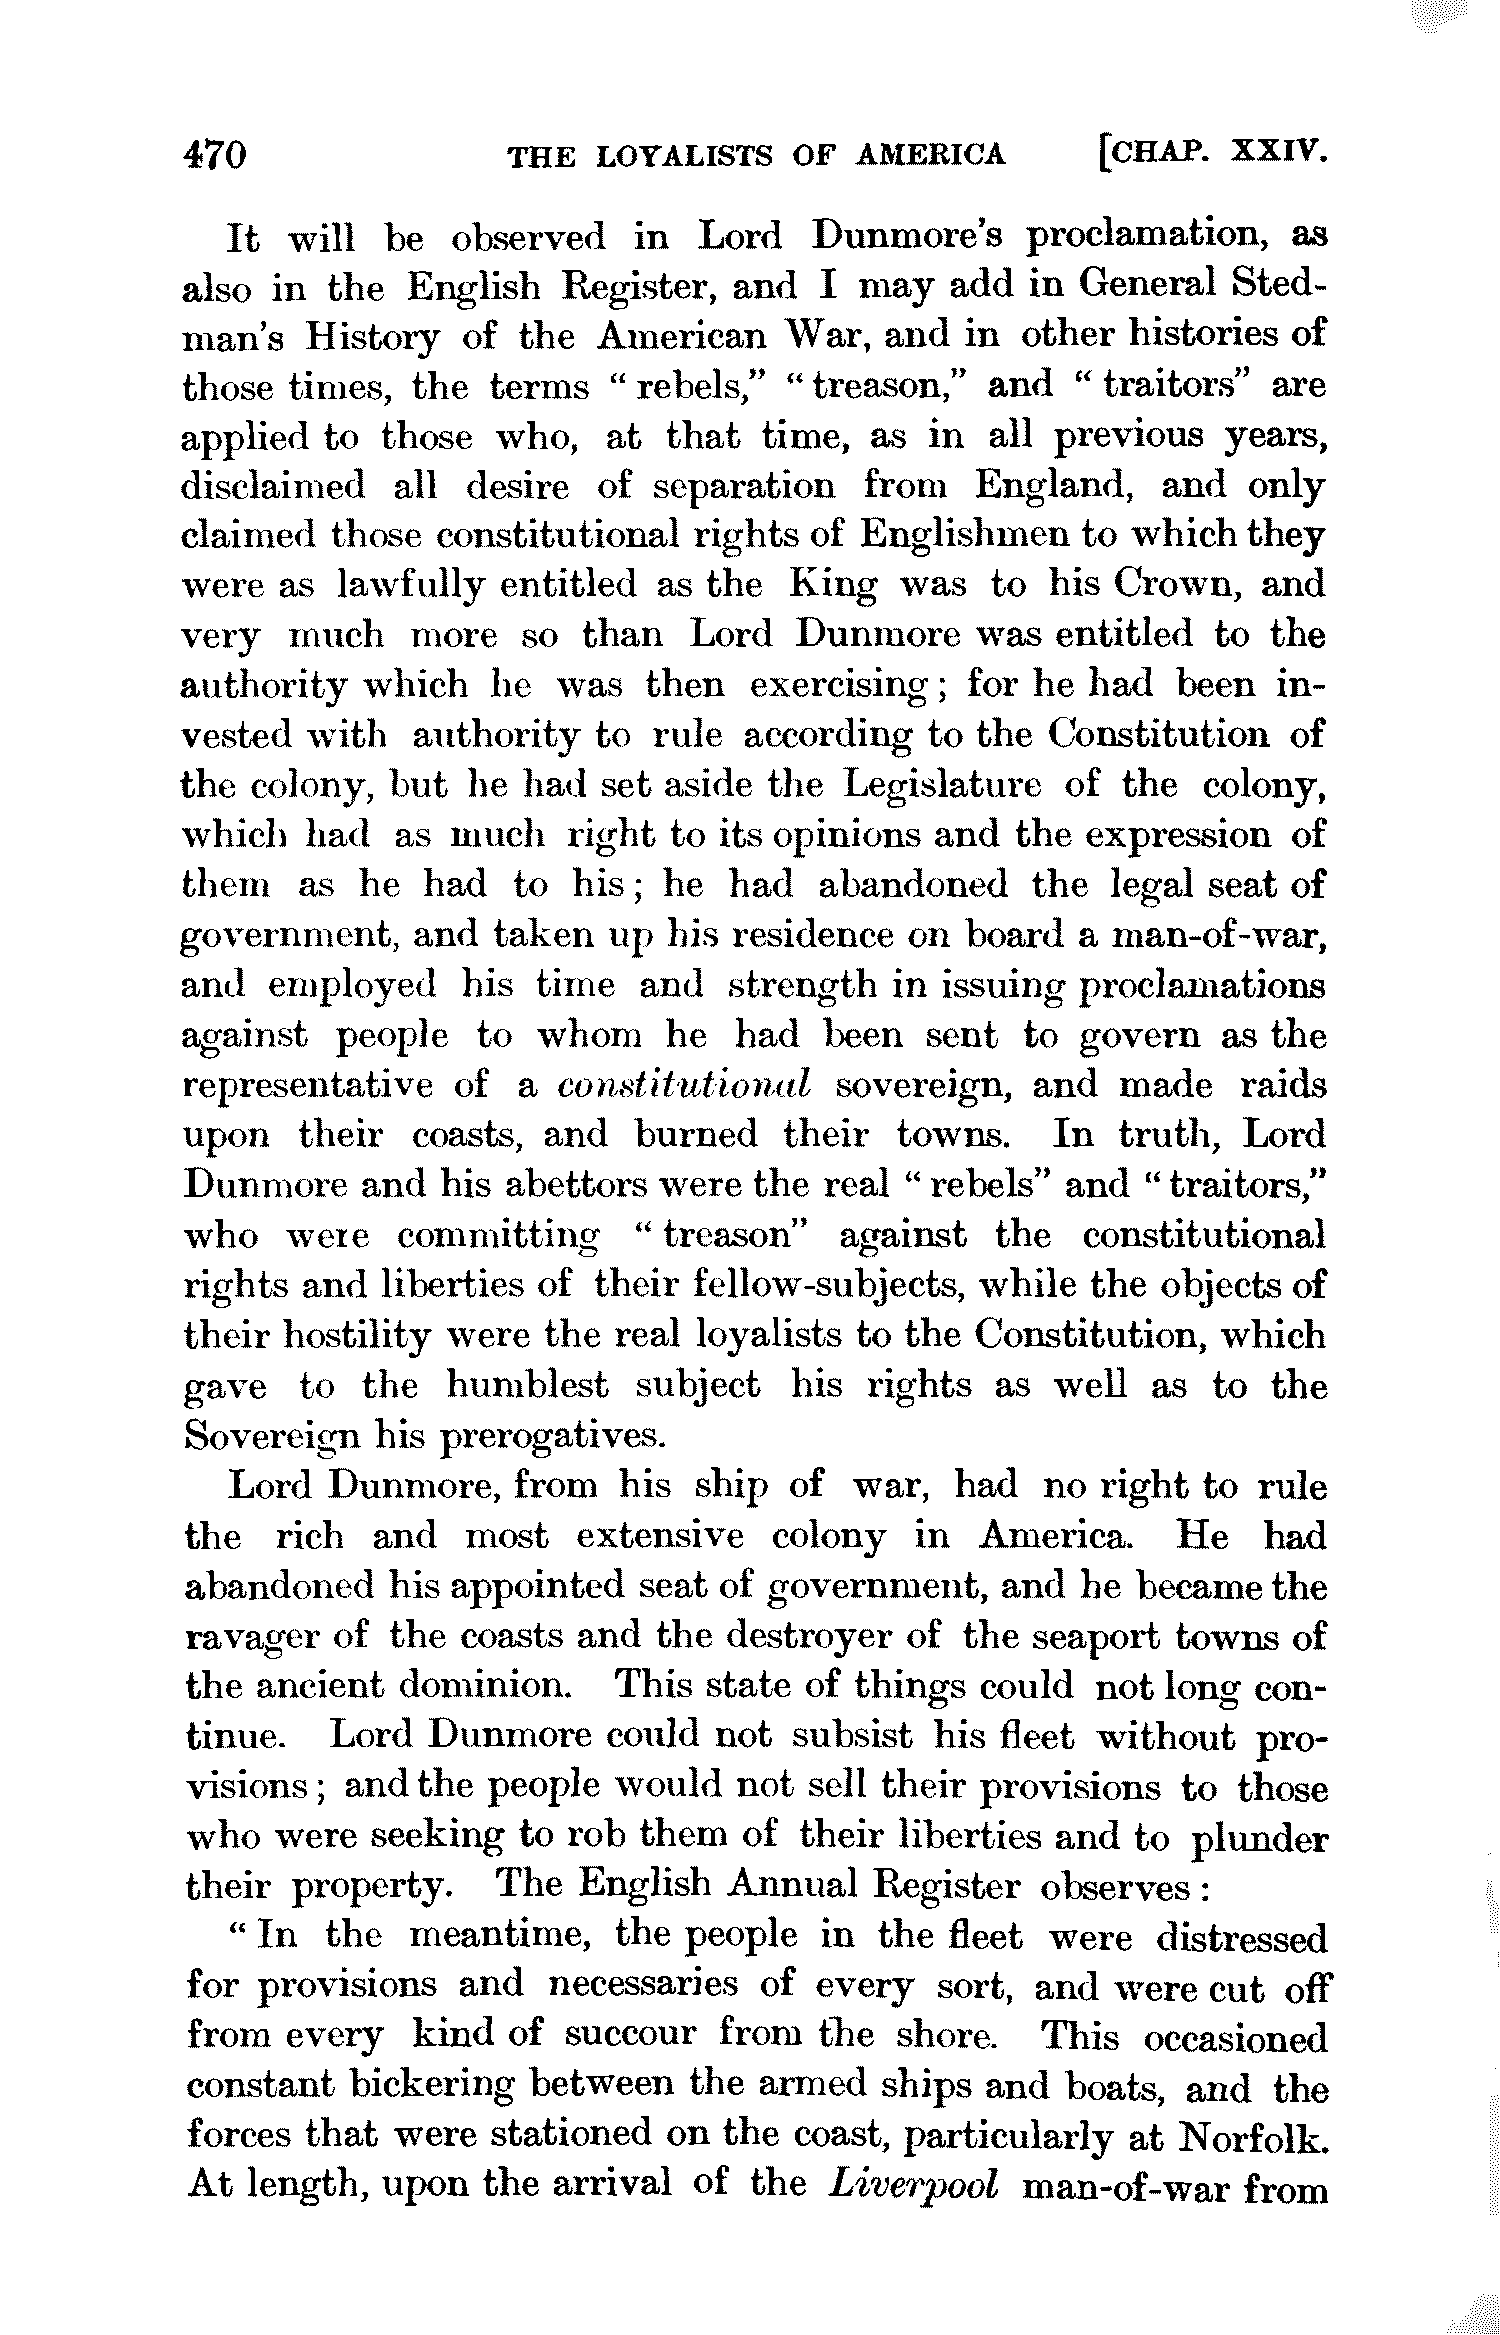 470 THE LOYALISTS OF AMERICA [CHAP. XXIV.
It will be observed in Lord Dunmore's proclamation, as
also in the English Register, and I may add in General Sted-
man's History of the American War, and in other histories of
those times, the terms "rebels," "treason," and "traitors" are
applied to those who, at that time, as in all previous years,
disclaimed all desire of separation from England, and only
claimed those constitutional rights of Englishmen to which they
were as lawfully entitled as the King was to his Crown, and
very much more so than Lord Dunmore was entitled to the
authority which he was then exercising; for he had been in-
vested with authority to rule according to the Constitution of
the colony, but he had set aside the Legislature of the colony,
which had as much right to its opinions and the expression of
them as he had to his; he had abandoned the legal seat of
government, and taken up his residence on board a man-of-war,
and employed his time and strength in issuing proclamations
against people to whom he had been sent to govern as the
representative of a constitutional sovereign, and made raids
upon their coasts, and burned their towns. In truth, Lord
Dunmore and his abettors were the real "rebels" and "traitors,"
who were committing "treason" against the constitutional
rights and liberties of their fellow-subjects, while the objects of
their hostility were the real loyalists to the Constitution, which
gave to the humblest subject his rights as well as to the
Sovereign his prerogatives.
Lord Dunmore, from his ship of war, had no right to rule
the rich and most extensive colony in America. He had
abandoned his appointed seat of government, and he became the
ravager of the coasts and the destroyer of the seaport towns of
the ancient dominion. This state of things could not long con-
tinue. Lord Dunmore could not subsist his fleet without pro-
visions; and the people would not sell their provisions to those
who were seeking to rob them of their liberties and to plunder
their property. The English Annual Register observes:
"In the meantime, the people in the fleet were distressed
for provisions and necessaries of every sort, and were cut off
from every kind of succour from the shore. This occasioned
constant bickering between the armed ships and boats, and the
forces that were stationed on the coast, particularly at Norfolk.
At length, upon the arrival of the Liverpool man-of-war from